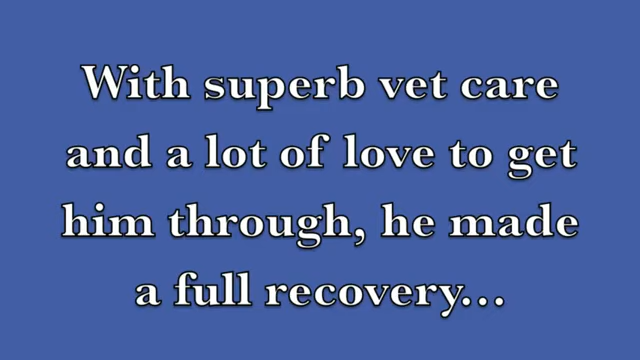 With superb vet care
and a lot of love to get
him through, he made
a full recovery...